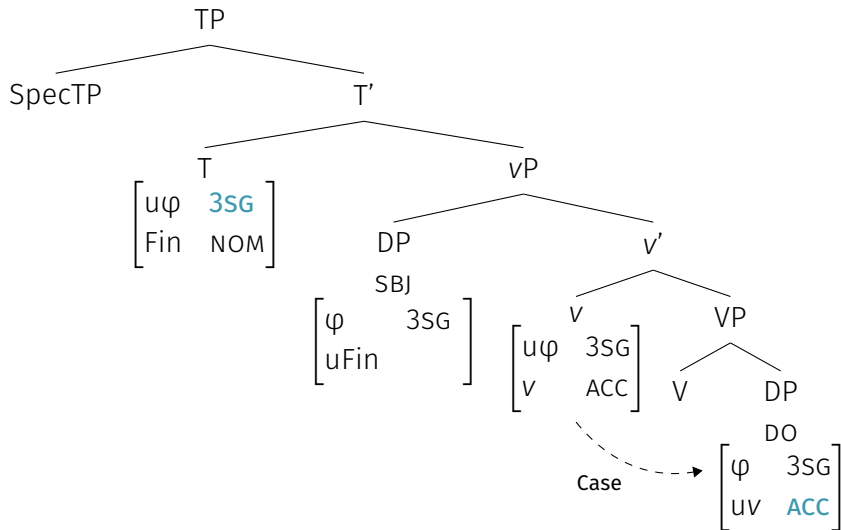 TP
SpecTP T’
T vP
uφ 3SG
Fin NOM
DP v’
SBJ
φ 3SG
uFin
v VP
uφ 3SG
v ACC
V DP
DO
φ 3SG
uv ACC
Case